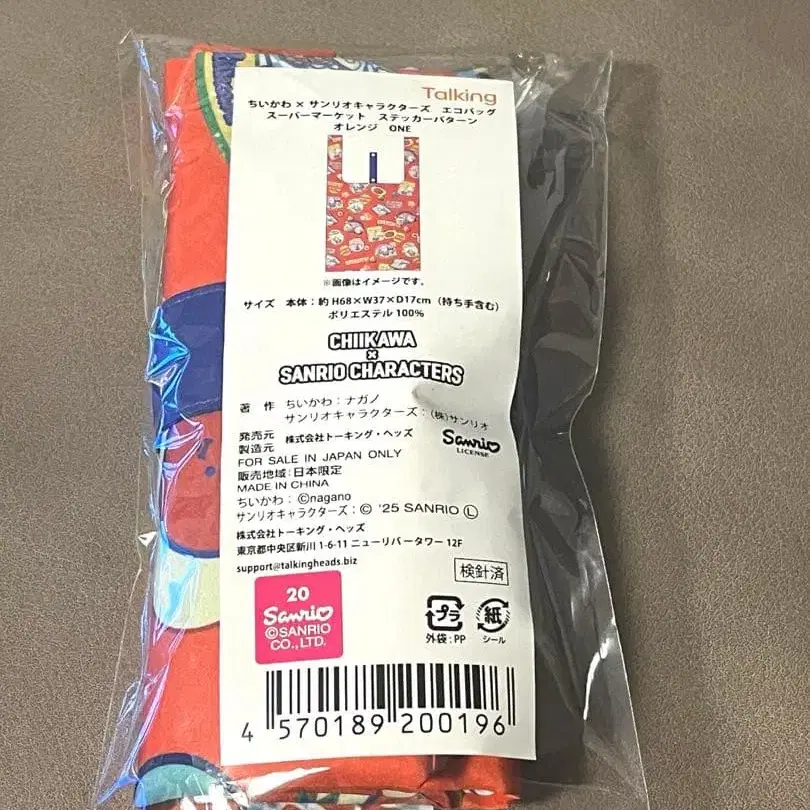 Talking
ちいかわ × サンリオキャラクターズ エコバッグ
スーパーマーケット ステッカーパターン
オレンジ ONE
※画像はイメージです。
サイズ 本体：約 H68×W37×D17cm（持ち手含む）
ポリエステル 100%
CHIIKAWA
×
SANRIO CHARACTERS
著 作 ちいかわ：ナガノ
サンリオキャラクターズ：(株)サンリオ
発売元
製造元 株式会社トーキング・ヘッズ
Sanrio
LICENSE
FOR SALE IN JAPAN ONLY
販売地域：日本限定
MADE IN CHINA
ちいかわ：©nagano
サンリオキャラクターズ：© '25 SANRIO Ⓛ
株式会社トーキング・ヘッズ
東京都中央区新川 1-6-11 ニューリバータワー 12F
support@talkingheads.biz
検針済
20
Sanrio
©SANRIO
CO.,LTD.
プラ
外袋：PP
紙
シール
4 570189 200196